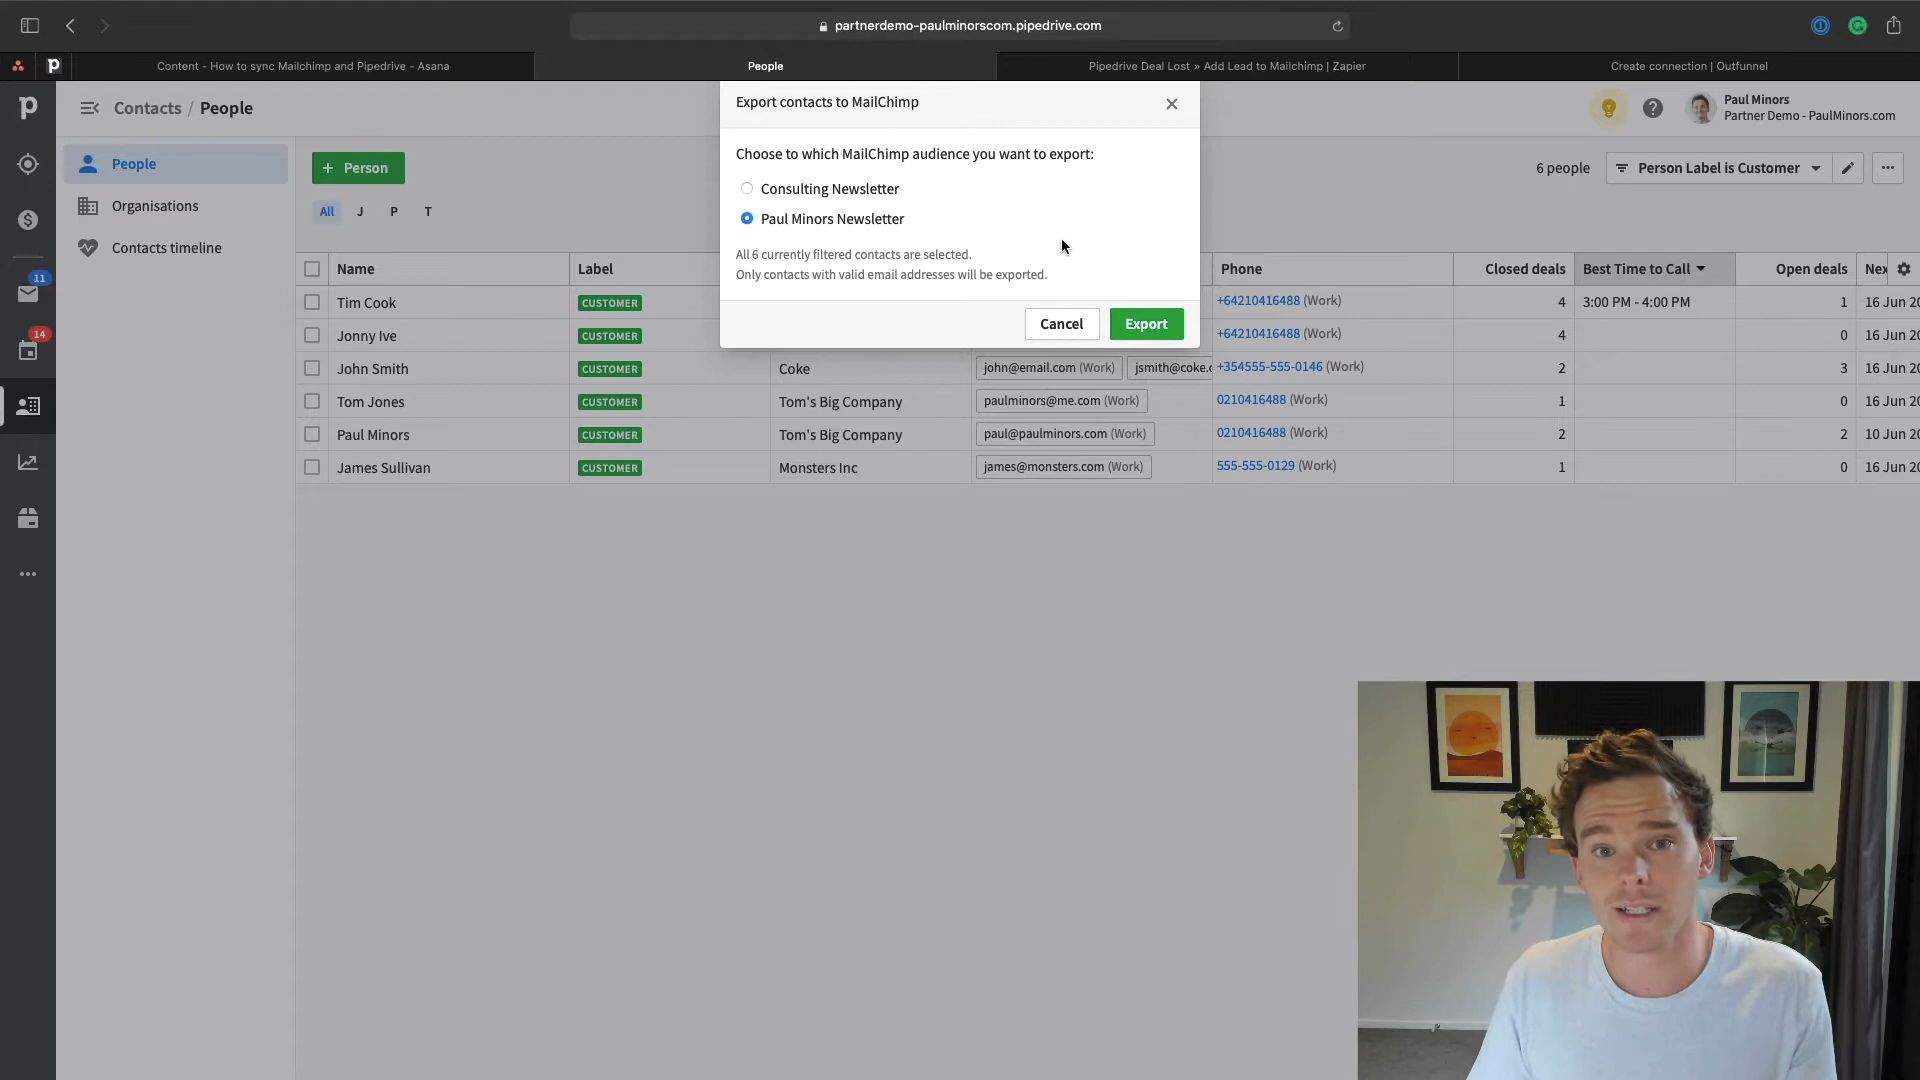 partnerdemo-paulminorscom.pipedrive.com
Content - How to sync Mailchimp and Pipedrive - Asana
People
Pipedrive Deal Lost » Add Lead to Mailchimp | Zapier
Create connection | Outfunnel
Contacts / People
Export contacts to MailChimp
Paul Minors
Partner Demo - PaulMinors.com
People
Organisations
Contacts timeline
11
14
+ Person
All J P T
6 people
Person Label is Customer
Choose to which MailChimp audience you want to export:
Consulting Newsletter
Paul Minors Newsletter
All 6 currently filtered contacts are selected.
Only contacts with valid email addresses will be exported.
Cancel Export
Name Label Phone Closed deals Best Time to Call Open deals Nex
Tim Cook CUSTOMER +64210416488 (Work) 4 3:00 PM - 4:00 PM 1 16 Jun 20
Jonny Ive CUSTOMER +64210416488 (Work) 4 0 16 Jun 20
John Smith CUSTOMER Coke john@email.com (Work) jsmith@coke.c +354555-555-0146 (Work) 2 3 16 Jun 20
Tom Jones CUSTOMER Tom's Big Company paulminors@me.com (Work) 0210416488 (Work) 1 0 16 Jun 20
Paul Minors CUSTOMER Tom's Big Company paul@paulminors.com (Work) 0210416488 (Work) 2 2 10 Jun 20
James Sullivan CUSTOMER Monsters Inc james@monsters.com (Work) 555-555-0129 (Work) 1 0 16 Jun 20